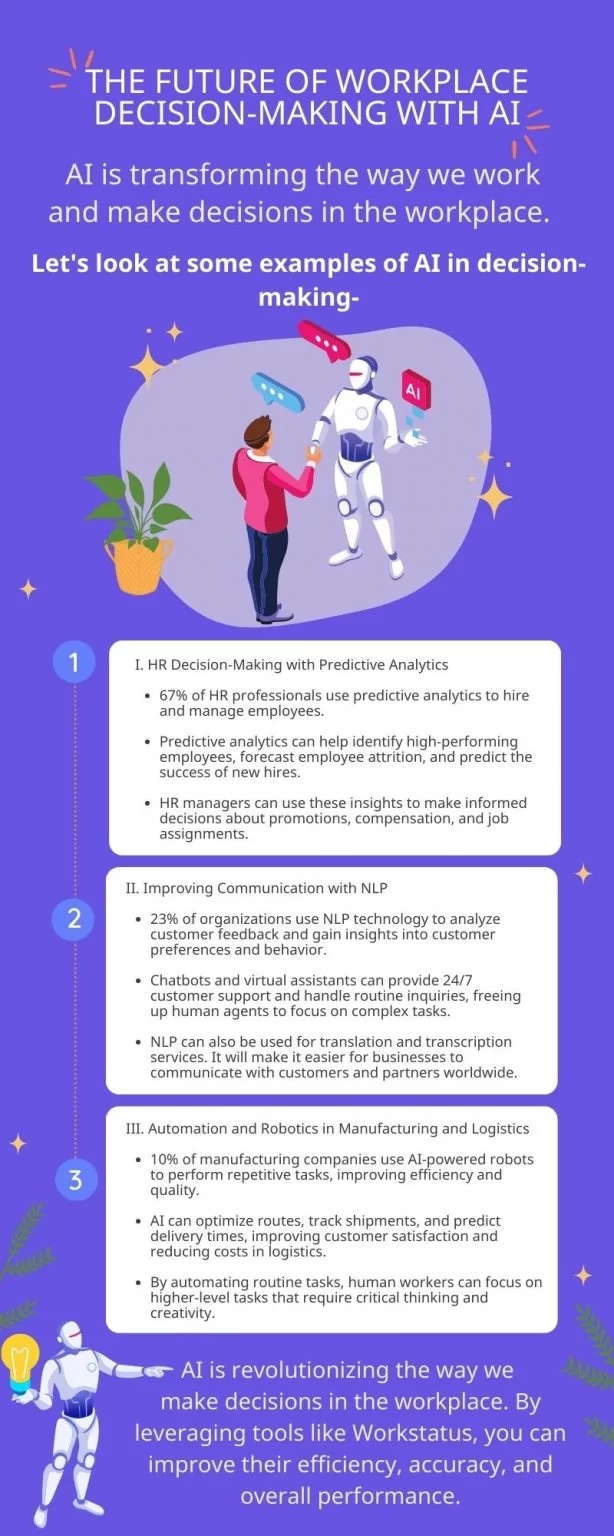 THE FUTURE OF WORKPLACE
DECISION-MAKING WITH AI
AI is transforming the way we work
and make decisions in the workplace.
Let's look at some examples of AI in decision-
making-
AI
1
I. HR Decision-Making with Predictive Analytics
• 67% of HR professionals use predictive analytics to hire
and manage employees.
• Predictive analytics can help identify high-performing
employees, forecast employee attrition, and predict the
success of new hires.
• HR managers can use these insights to make informed
decisions about promotions, compensation, and job
assignments.
2
II. Improving Communication with NLP
• 23% of organizations use NLP technology to analyze
customer feedback and gain insights into customer
preferences and behavior.
• Chatbots and virtual assistants can provide 24/7
customer support and handle routine inquiries, freeing
up human agents to focus on complex tasks.
• NLP can also be used for translation and transcription
services. It will make it easier for businesses to
communicate with customers and partners worldwide.
3
III. Automation and Robotics in Manufacturing and Logistics
• 10% of manufacturing companies use AI-powered robots
to perform repetitive tasks, improving efficiency and
quality.
• AI can optimize routes, track shipments, and predict
delivery times, improving customer satisfaction and
reducing costs in logistics.
• By automating routine tasks, human workers can focus on
higher-level tasks that require critical thinking and
creativity.
AI is revolutionizing the way we
make decisions in the workplace. By
leveraging tools like Workstatus, you can
improve their efficiency, accuracy, and
overall performance.